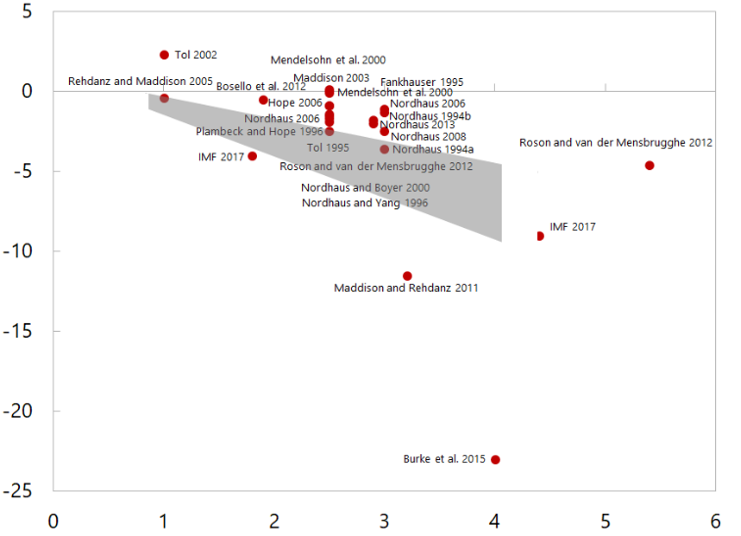 5
Mendelsohn et al. 2000
Tol 2002
Rehdanz and Maddison 2005
Maddison 2003
Fankhauser 1995
Bosello et al. 2012
0
Mendelsohn et al. 2000
Hope 2006
Nordhaus 2006
Nordhaus 1994b
Nordhaus 2006
Nordhaus 2013
Plambeck and Hope 1996
Nordhaus 2008
Roson and van der Mensbrugghe 2012
Tol 1995
Nordhaus 1994a
IMF 2017
Roson and van der Mensbrugghe 2012
-5
Nordhaus and Boyer 2000
Nordhaus and Yang 1996
IMF 2017
-10
Maddison and Rehdanz 2011
-15
-20
Burke et al. 2015
-25
0 1 2 3 4 5 6